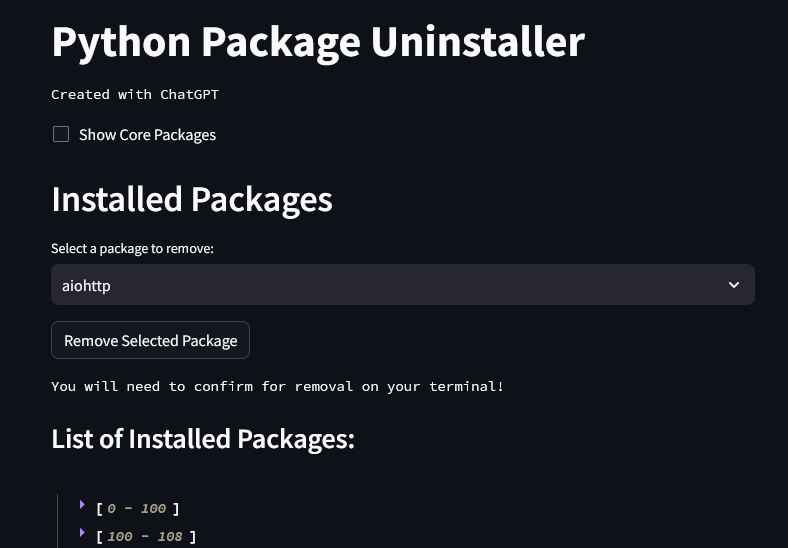 Python Package Uninstaller
Created with ChatGPT
Show Core Packages
Installed Packages
Select a package to remove:
aiohttp
Remove Selected Package
You will need to confirm for removal on your terminal!
List of Installed Packages:
[ 0 – 100 ]
[ 100 – 108 ]